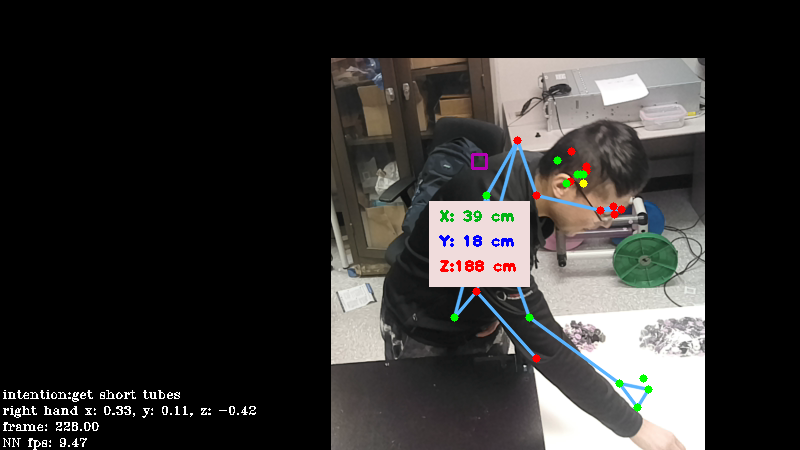 X: 39 cm
Y: 18 cm
Z:188 cm
intention:get short tubes
right hand x: 0.33, y: 0.11, z: -0.42
frame: 228.00
NN fps: 9.47